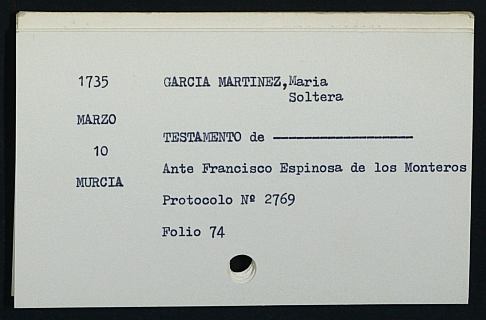 1735 GARCIA MARTINEZ,Maria
Soltera
MARZO
TESTAMENTO de ------------------
10
Ante Francisco Espinosa de los Monteros
MURCIA
Protocolo Nº 2769
Folio 74